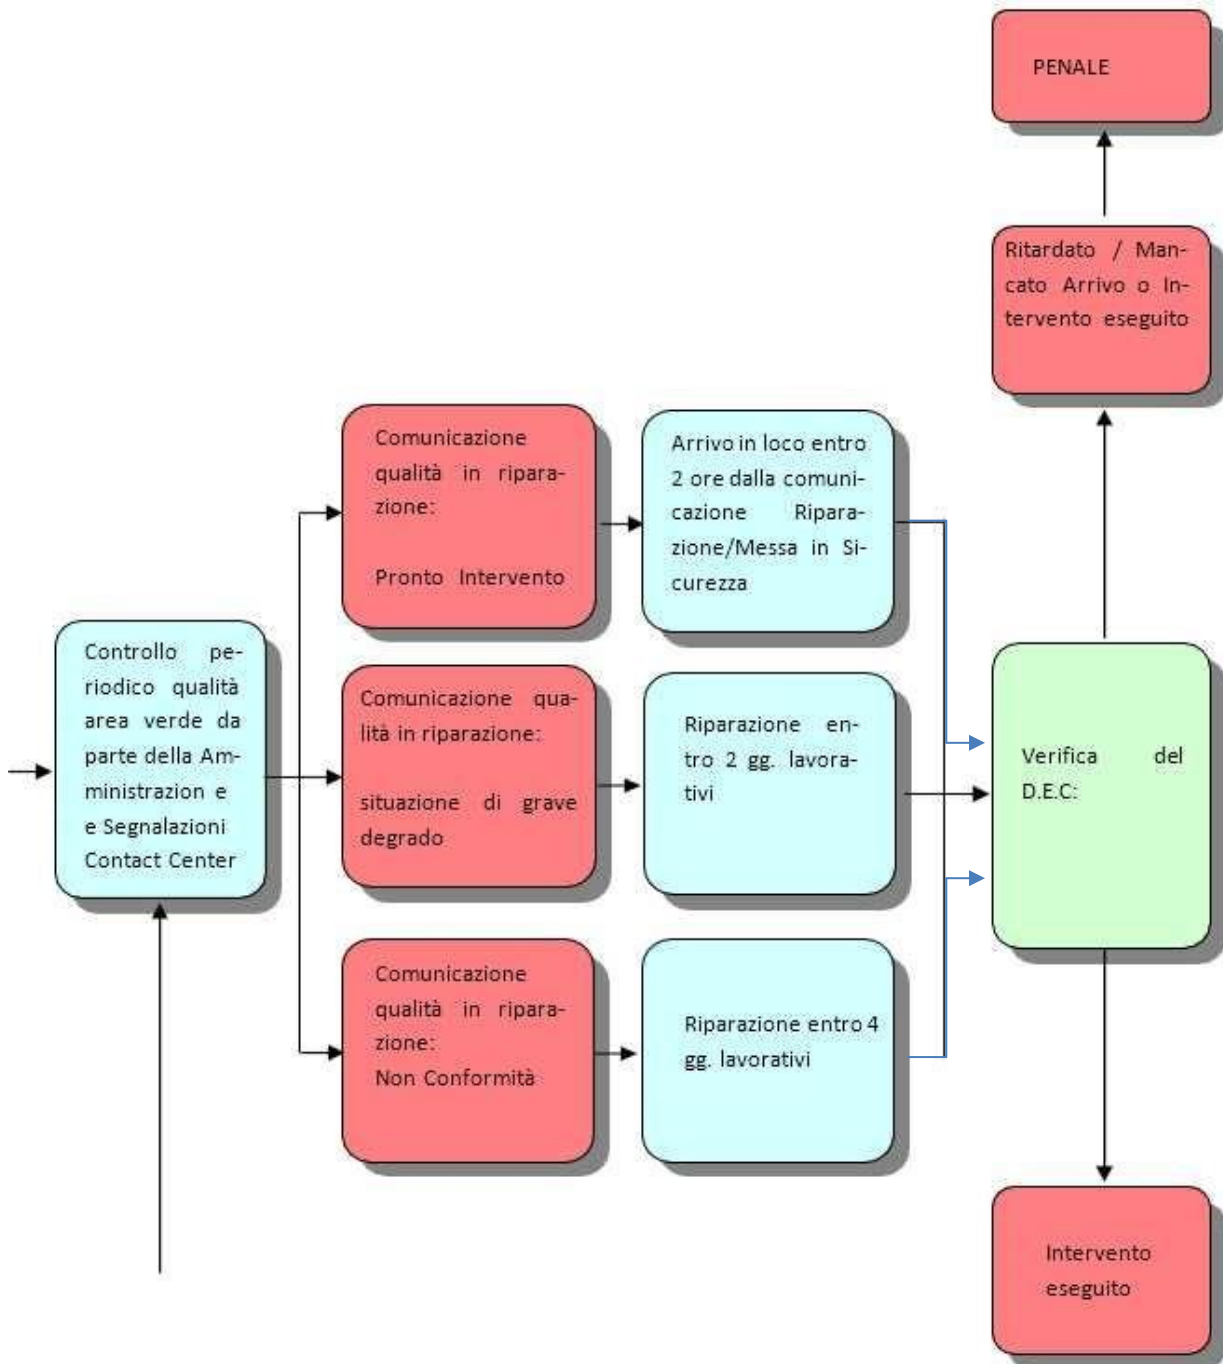 PENALE
Ritardato / Man-
cato Arrivo o In-
tervento eseguito
Comunicazione
qualità in ripara-
zione:
Pronto Intervento
Arrivo in loco entro
2 ore dalla comuni-
cazione Ripara-
zione/Messa in Si-
curezza
Controllo pe-
riodico qualità
area verde da
parte della Am-
ministrazion e
e Segnalazioni
Contact Center
Comunicazione qua-
lità in riparazione:
situazione di grave
degrado
Riparazione en-
tro 2 gg. lavora-
tivi
Verifica del
D.E.C:
Comunicazione
qualità in ripara-
zione:
Non Conformità
Riparazione entro 4
gg. lavorativi
Intervento
eseguito